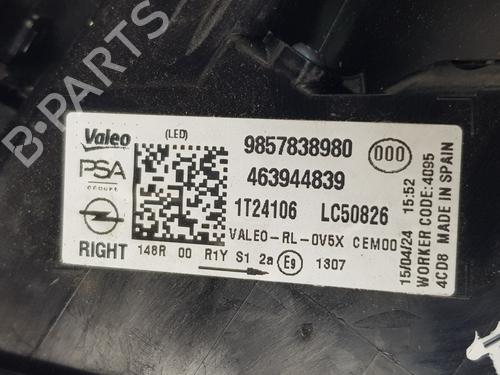 Valeo
(LED)
9857838980
000
PSA
GROUPE
463944839
1T24106 LC50826
VALEO-RL-OV5X CEM00
RIGHT
148R 00 R1Y S1 2a E9 1307
15/04/24 15:52
WORKER CODE:4095
4CD8 MADE IN SPAIN
B-PARTS